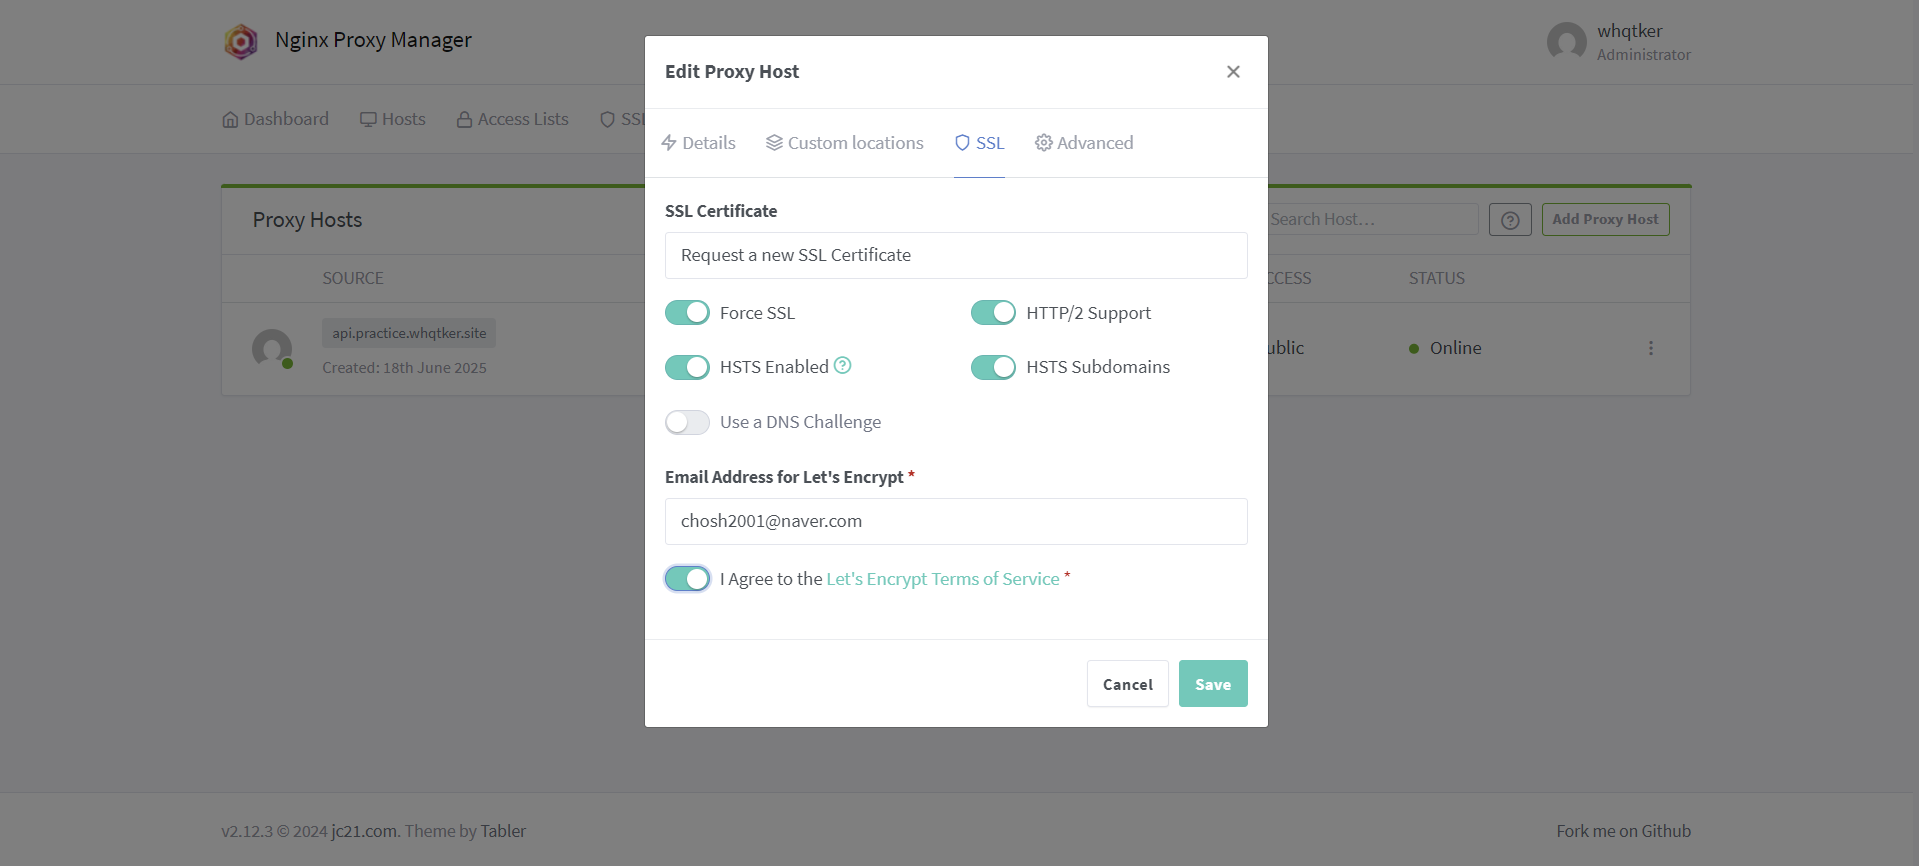 Nginx Proxy Manager
whqtker
Administrator
Dashboard
Hosts
Access Lists
SSL
Edit Proxy Host
Details
Custom locations
SSL
Advanced
Proxy Hosts
Search Host…
Add Proxy Host
SOURCE
CCESS
STATUS
api.practice.whqtker.site
Created: 18th June 2025
ublic
Online
SSL Certificate
Request a new SSL Certificate
Force SSL
HTTP/2 Support
HSTS Enabled
HSTS Subdomains
Use a DNS Challenge
Email Address for Let's Encrypt *
chosh2001@naver.com
I Agree to the Let's Encrypt Terms of Service *
Cancel
Save
v2.12.3 © 2024 jc21.com. Theme by Tabler
Fork me on Github